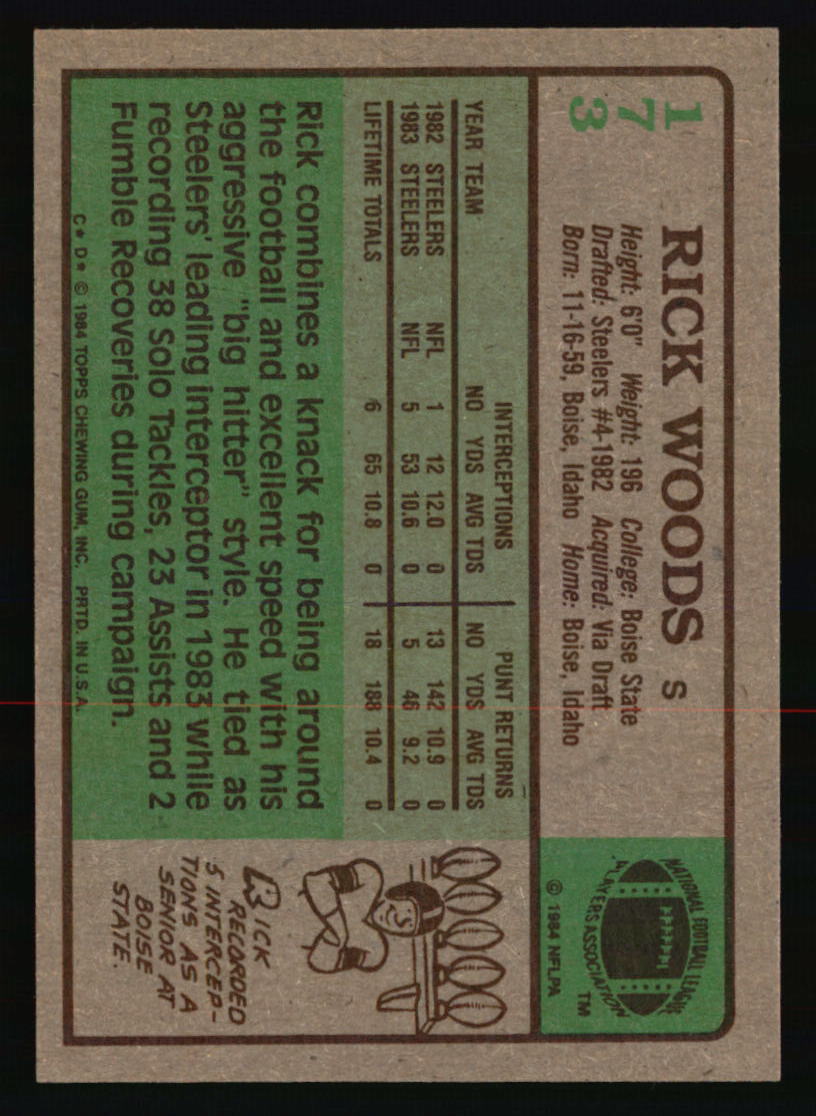 173
RICK WOODS S
Height: 6'0" Weight: 196 College: Boise State
Drafted: Steelers #4-1982 Acquired: Via Draft
Born: 11-16-59, Boise, Idaho Home: Boise, Idaho
NATIONAL FOOTBALL LEAGUE
PLAYERS ASSOCIATION
TM
© 1984 NFLPA
INTERCEPTIONS PUNT RETURNS
YEAR TEAM NO YDS AVG TDS NO YDS AVG TDS
1982 STEELERS NFL 1 12 12.0 0 13 142 10.9 0
1983 STEELERS NFL 5 53 10.6 0 5 46 9.2 0
LIFETIME TOTALS 6 65 10.8 0 18 188 10.4 0
Rick combines a knack for being around
the football and excellent speed with his
aggressive "big hitter" style. He tied as
Steelers' leading interceptor in 1983 while
recording 38 Solo Tackles, 23 Assists and 2
Fumble Recoveries during campaign.
C* D* © 1984 TOPPS CHEWING GUM, INC. PRTD. IN U.S.A.
RICK
RECORDED
5 INTERCEP-
TIONS AS A
SENIOR AT
BOISE
STATE.